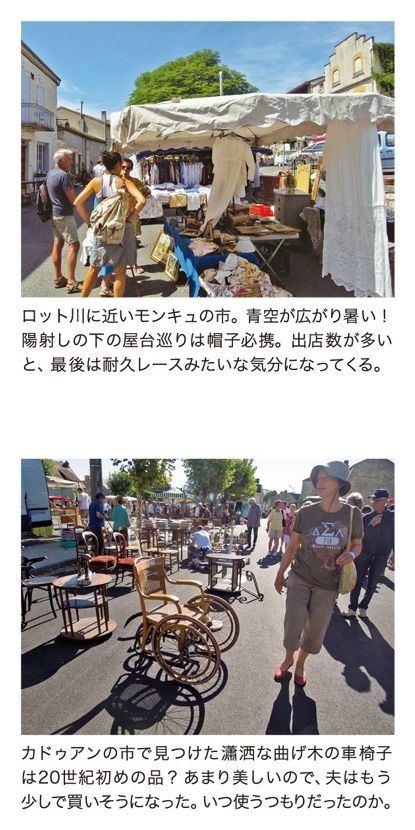 ロット川に近いモンキュの市。青空が広がり暑い！
陽射しの下の屋台巡りは帽子必携。出店数が多い
と、最後は耐久レースみたいな気分になってくる。
ΔΣΛ
79
カドゥアンの市で見つけた瀟洒な曲げ木の車椅子
は20世紀初めの品？ あまり美しいので、夫はもう
少しで買いそうになった。いつ使うつもりだったのか。